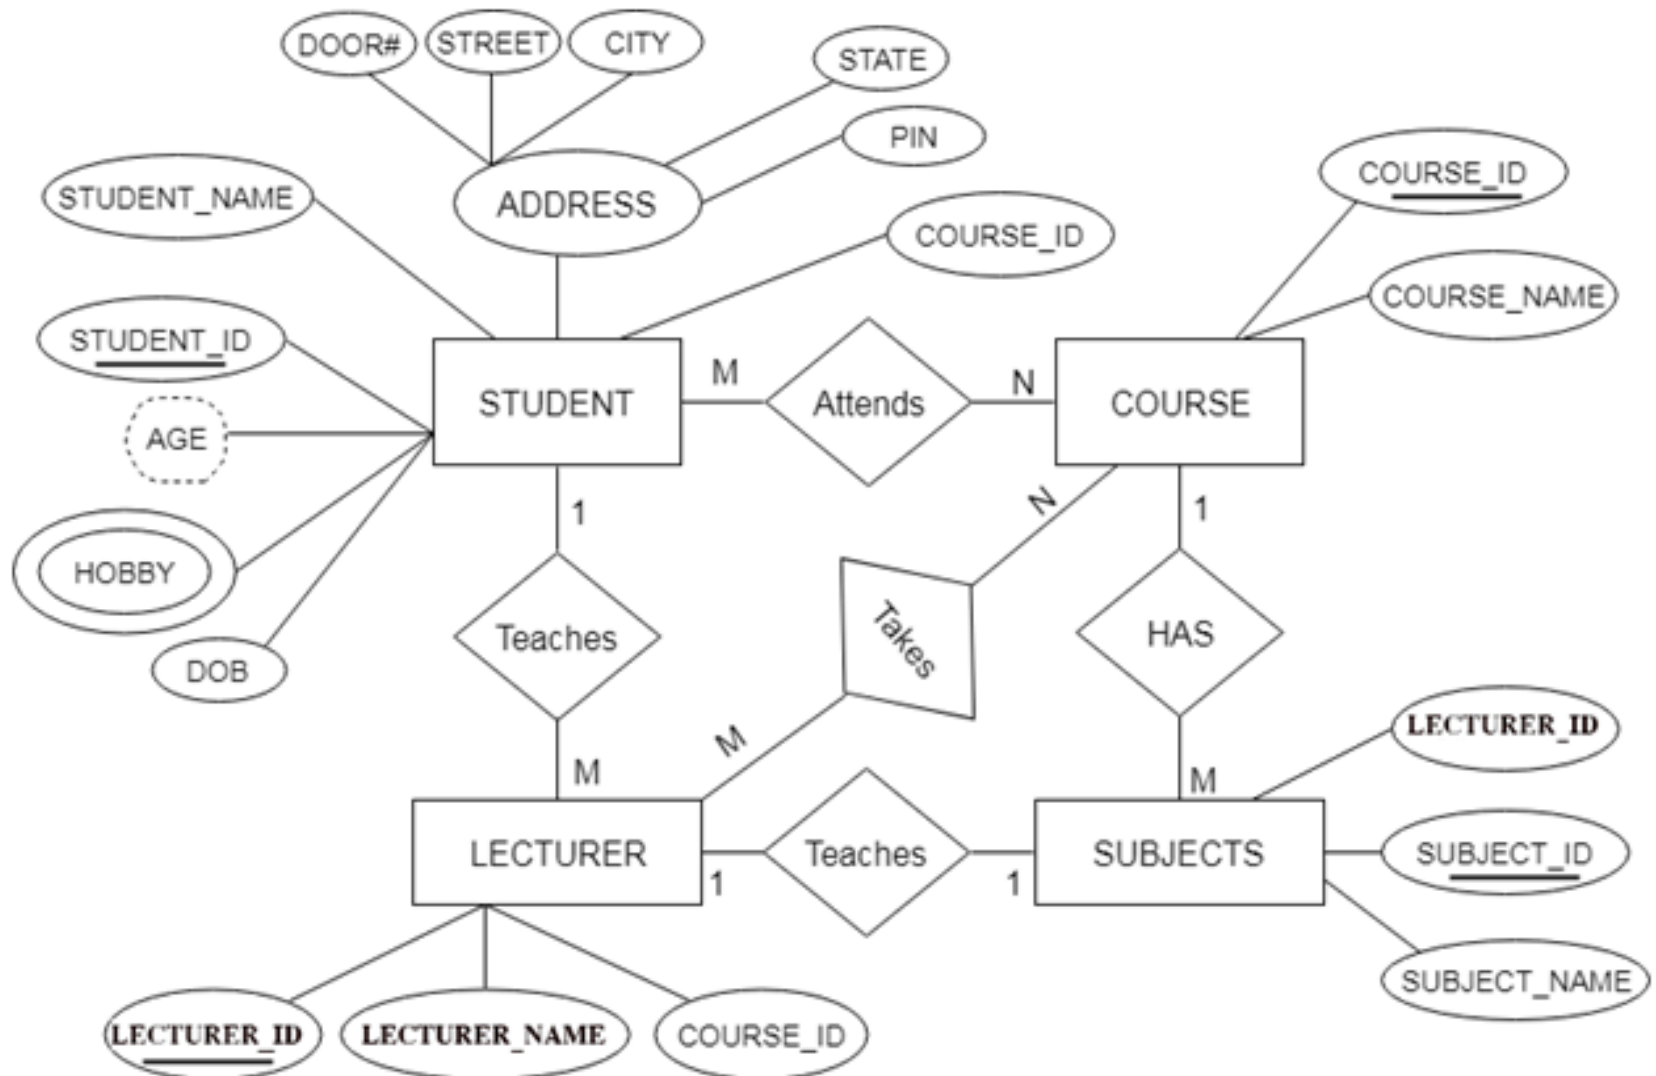 DOOR#
STREET
CITY
STATE
PIN
STUDENT_NAME
ADDRESS
COURSE_ID
COURSE_ID
COURSE_NAME
STUDENT_ID
AGE
HOBBY
DOB
STUDENT
M
Attends
N
COURSE
1
Teaches
M
N
Takes
M
1
HAS
M
LECTURER
1
Teaches
1
SUBJECTS
LECTURER_ID
SUBJECT_ID
SUBJECT_NAME
LECTURER_ID
LECTURER_NAME
COURSE_ID